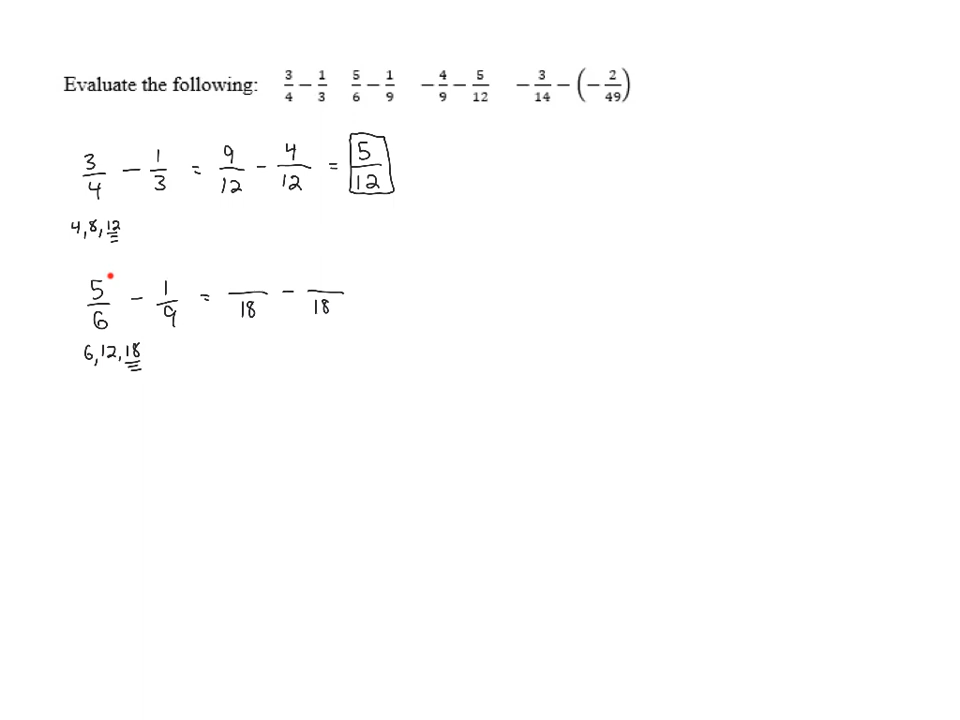 Evaluate the following: 3/4 − 1/3 5/6 − 1/9 −4/9 − 5/12 −3/14 − (−2/49)
3/4 − 1/3 = 9/12 − 4/12 = 5/12
4, 8, 12
5/6 − 1/9 = /18 − /18
6, 12, 18